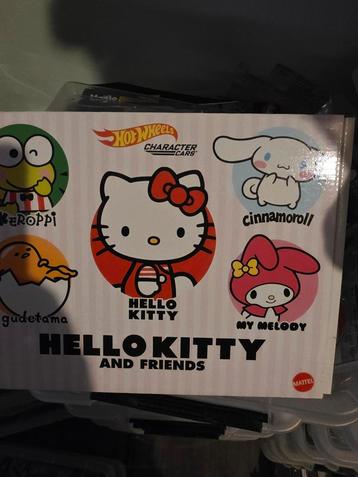 HOT WHEELS
CHARACTER
CARS
KEROPPI
cinnamoroll
HELLO
KITTY
gudetama
MY MELODY
HELLO KITTY
AND FRIENDS
MATTEL